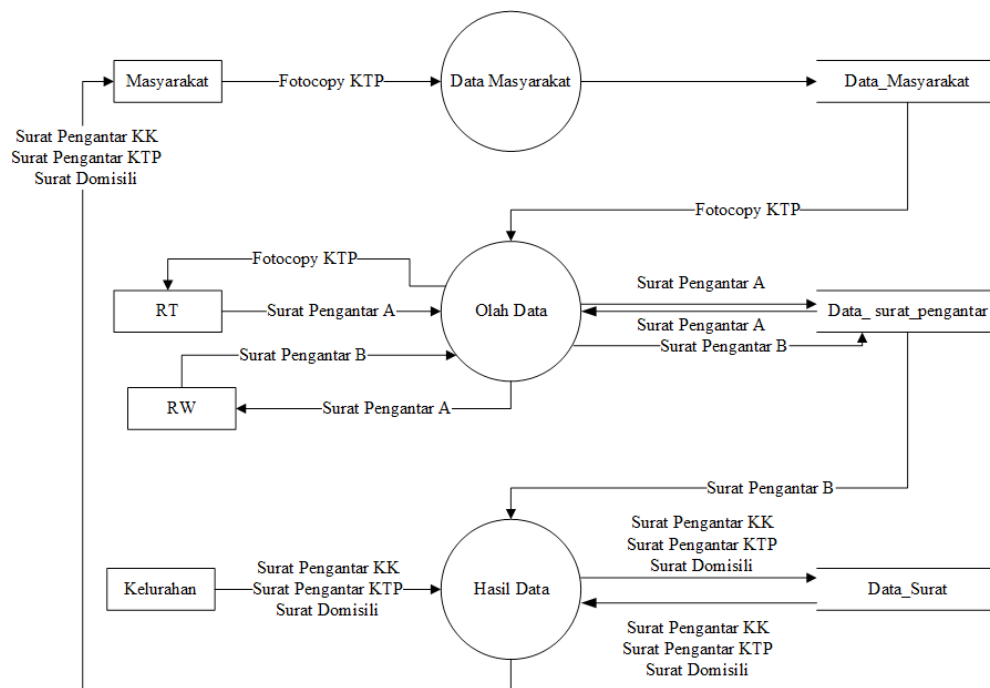 Masyarakat
Fotocopy KTP
Data Masyarakat
Data_Masyarakat
Surat Pengantar KK
Surat Pengantar KTP
Surat Domisili
Fotocopy KTP
Fotocopy KTP
RT
Surat Pengantar A
Olah Data
Surat Pengantar A
Data_ surat_pengantar
Surat Pengantar A
Surat Pengantar B
Surat Pengantar B
RW
Surat Pengantar A
Surat Pengantar B
Surat Pengantar KK
Surat Pengantar KTP
Surat Domisili
Kelurahan
Surat Pengantar KK
Surat Pengantar KTP
Surat Domisili
Hasil Data
Data_Surat
Surat Pengantar KK
Surat Pengantar KTP
Surat Domisili